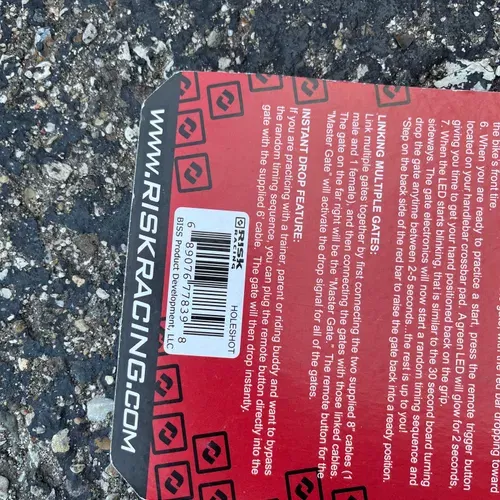 the bike's front tire
6. When you are ready to practice a start, press the remote trigger button
located on your handlebar crossbar pad. A green LED will glow for 2 seconds,
giving you time to get your hand positioned back on the grip.
7. When the LED starts blinking, that is similar to the 30 second board turning
sideways. The gate electronics will now start a random timing sequence and
drop the gate anytime between 2-5 seconds...the rest is up to you!
*Step on the back side of the red bar to raise the gate back into a ready position.
LINKING MULTIPLE GATES:
Link multiple gates together by first connecting the two supplied 8" cables (1
male and 1 female), and then connecting the gates with those linked cables.
The gate on the far right will be the "Master Gate." The remote button for the
"Master Gate" will activate the drop signal for all of the gates.
INSTANT DROP FEATURE:
If you are practicing with a trainer, parent or riding buddy and want to bypass
the random timing sequence, you can plug the remote button directly into the
gate with the supplied 6' cable. The gate will then drop instantly.
RISK
RACING
HOLESHOT
6 89076 77839 8
BISS Product Development, LLC
WWW.RISKRACING.COM